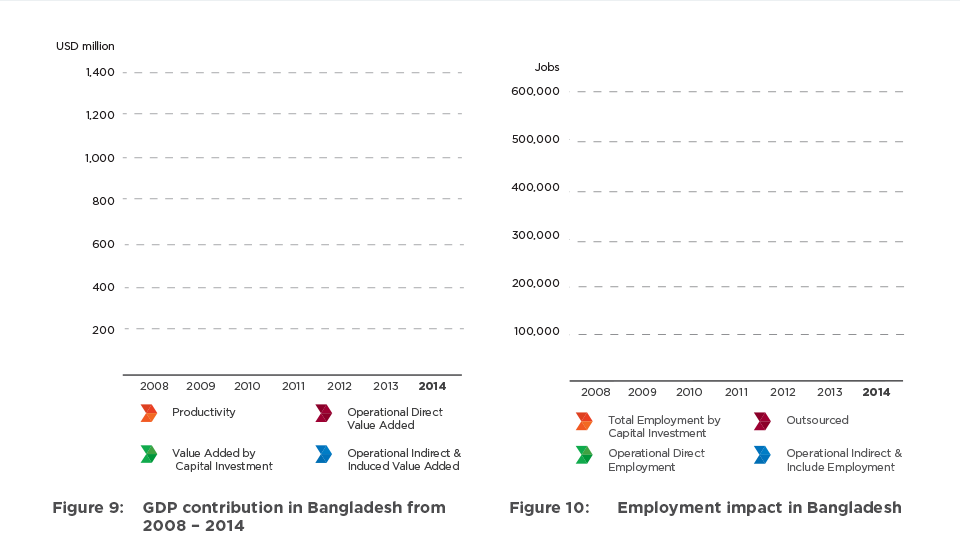 USD million
1,400
1,200
1,000
800
600
400
200
2008 2009 2010 2011 2012 2013 2014
Productivity
Operational Direct
Value Added
Value Added by
Capital Investment
Operational Indirect &
Induced Value Added
Figure 9: GDP contribution in Bangladesh from
2008 – 2014
Jobs
600,000
500,000
400,000
300,000
200,000
100,000
2008 2009 2010 2011 2012 2013 2014
Total Employment by
Capital Investment
Outsourced
Operational Direct
Employment
Operational Indirect &
Include Employment
Figure 10: Employment impact in Bangladesh